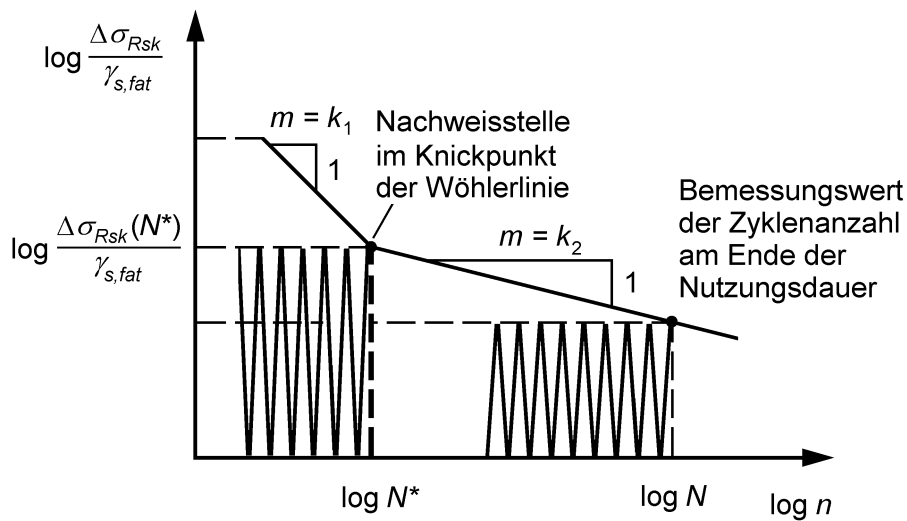 log Δσ_Rsk / γ_s,fat
m = k₁
1
Nachweisstelle
im Knickpunkt
der Wöhlerlinie
log Δσ_Rsk(N*) / γ_s,fat
m = k₂
1
Bemessungswert
der Zyklenanzahl
am Ende der
Nutzungsdauer
log N*
log N
log n